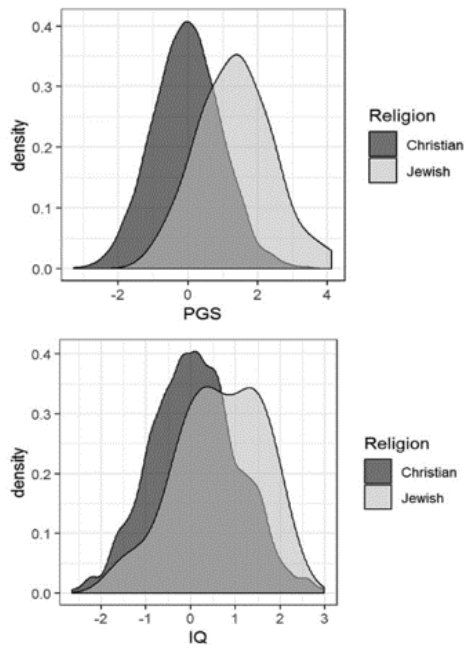 0.4
0.3
0.2
0.1
0.0
density
-2
0
2
4
PGS
Religion
Christian
Jewish
0.4
0.3
0.2
0.1
0.0
density
-2
-1
0
1
2
3
IQ
Religion
Christian
Jewish